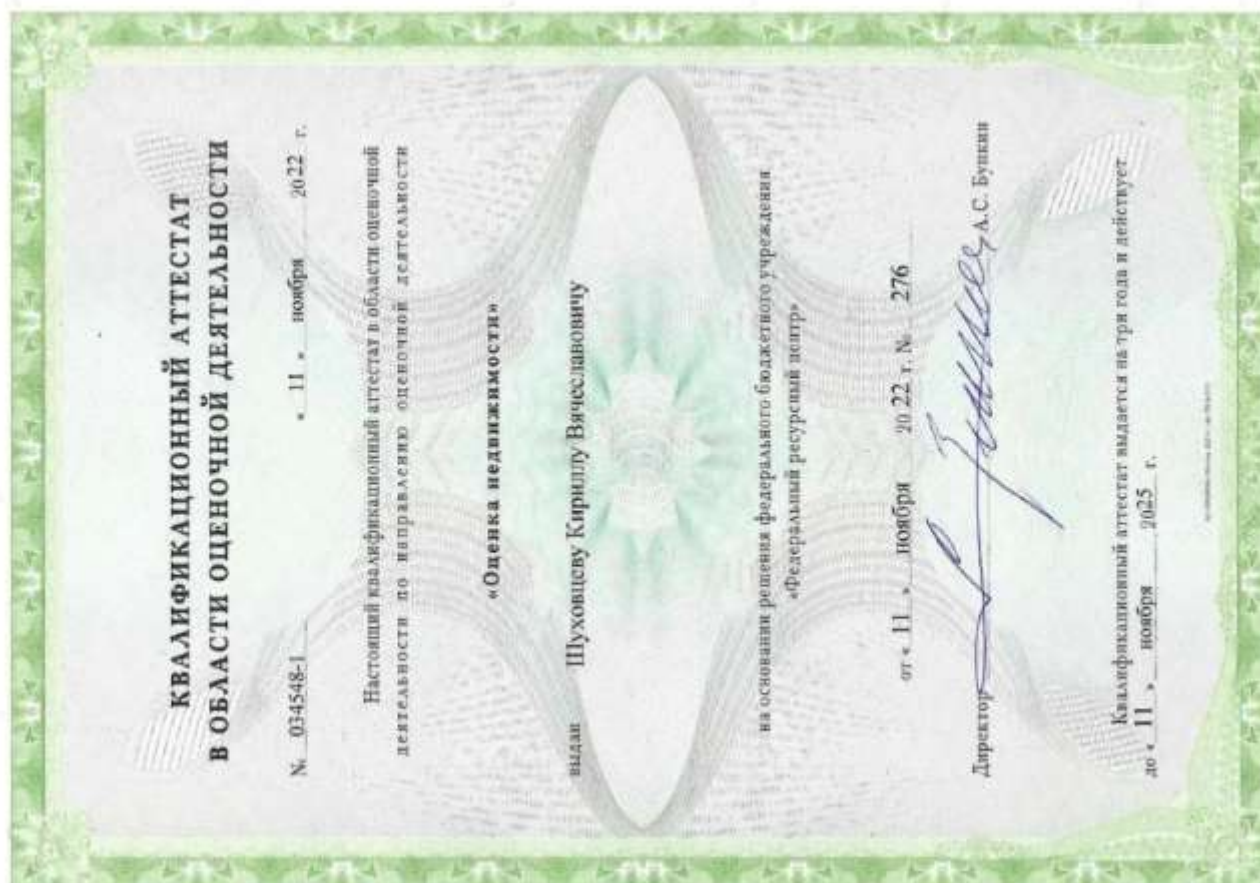 КВАЛИФИКАЦИОННЫЙ АТТЕСТАТ
В ОБЛАСТИ ОЦЕНОЧНОЙ ДЕЯТЕЛЬНОСТИ
№ 034548-1 « 11 » ноября 2022 г.
Настоящий квалификационный аттестат в области оценочной
деятельности по направлению оценочной деятельности
«Оценка недвижимости»
выдан Шуховцеву Кириллу Вячеславовичу
на основании решения федерального бюджетного учреждения
«Федеральный ресурсный центр»
от « 11 » ноября 20 22 г. № 276
Директор А.С. Бункин
Квалификационный аттестат выдается на три года и действует
до « 11 » ноября 2025 г.